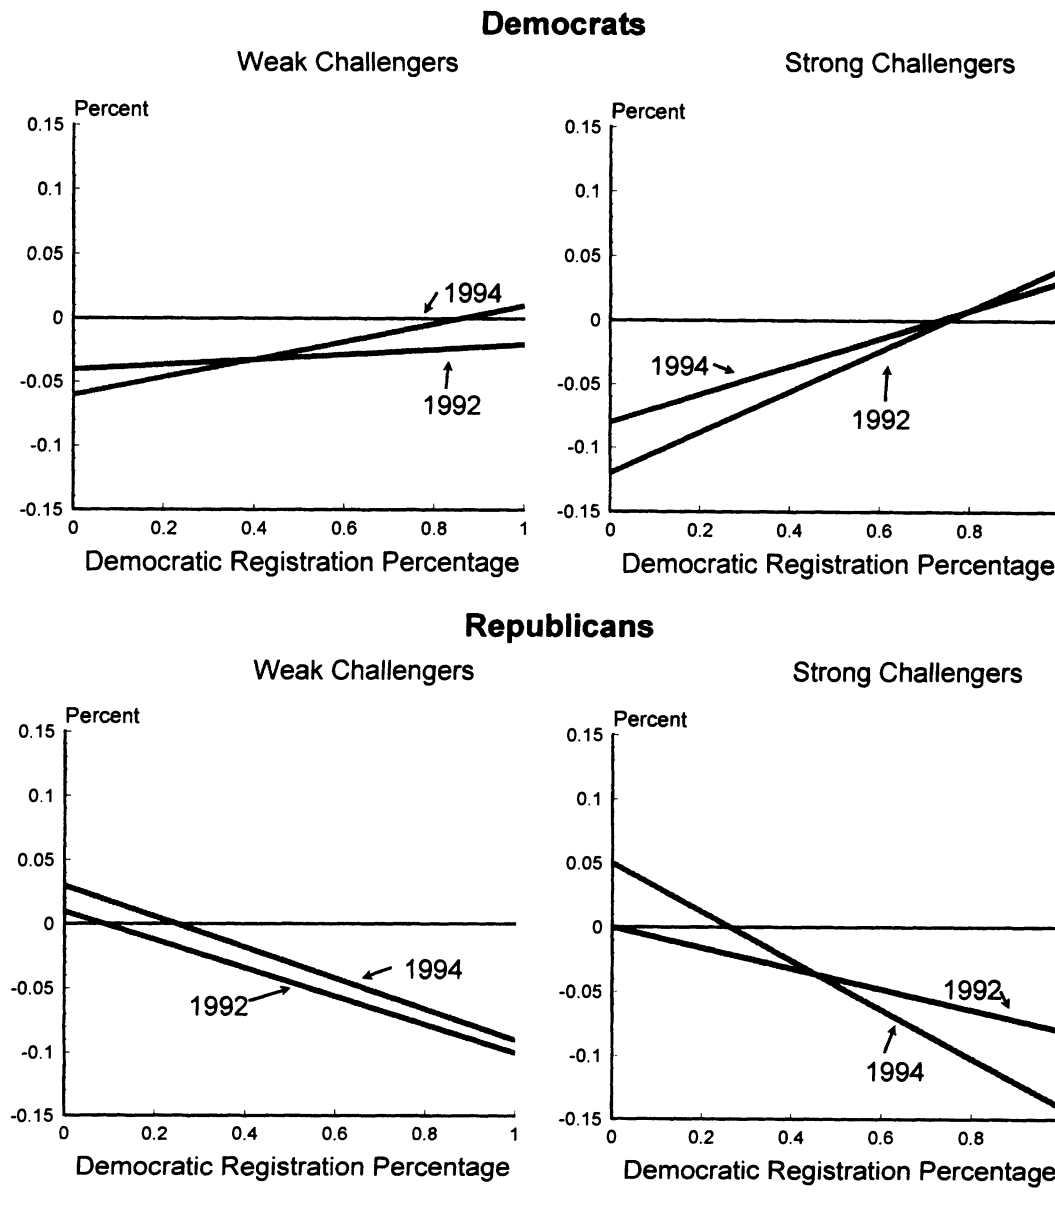 Democrats
Weak Challengers
Strong Challengers
Percent
0.15
0.1
0.05
0
-0.05
-0.1
-0.15
1994
1992
0 0.2 0.4 0.6 0.8 1
Democratic Registration Percentage
Percent
0.15
0.1
0.05
0
-0.05
-0.1
-0.15
1994
1992
0 0.2 0.4 0.6 0.8
Democratic Registration Percentage
Republicans
Weak Challengers
Strong Challengers
Percent
0.15
0.1
0.05
0
-0.05
-0.1
-0.15
1994
1992
0 0.2 0.4 0.6 0.8 1
Democratic Registration Percentage
Percent
0.15
0.1
0.05
0
-0.05
-0.1
-0.15
1992
1994
0 0.2 0.4 0.6 0.8
Democratic Registration Percentage